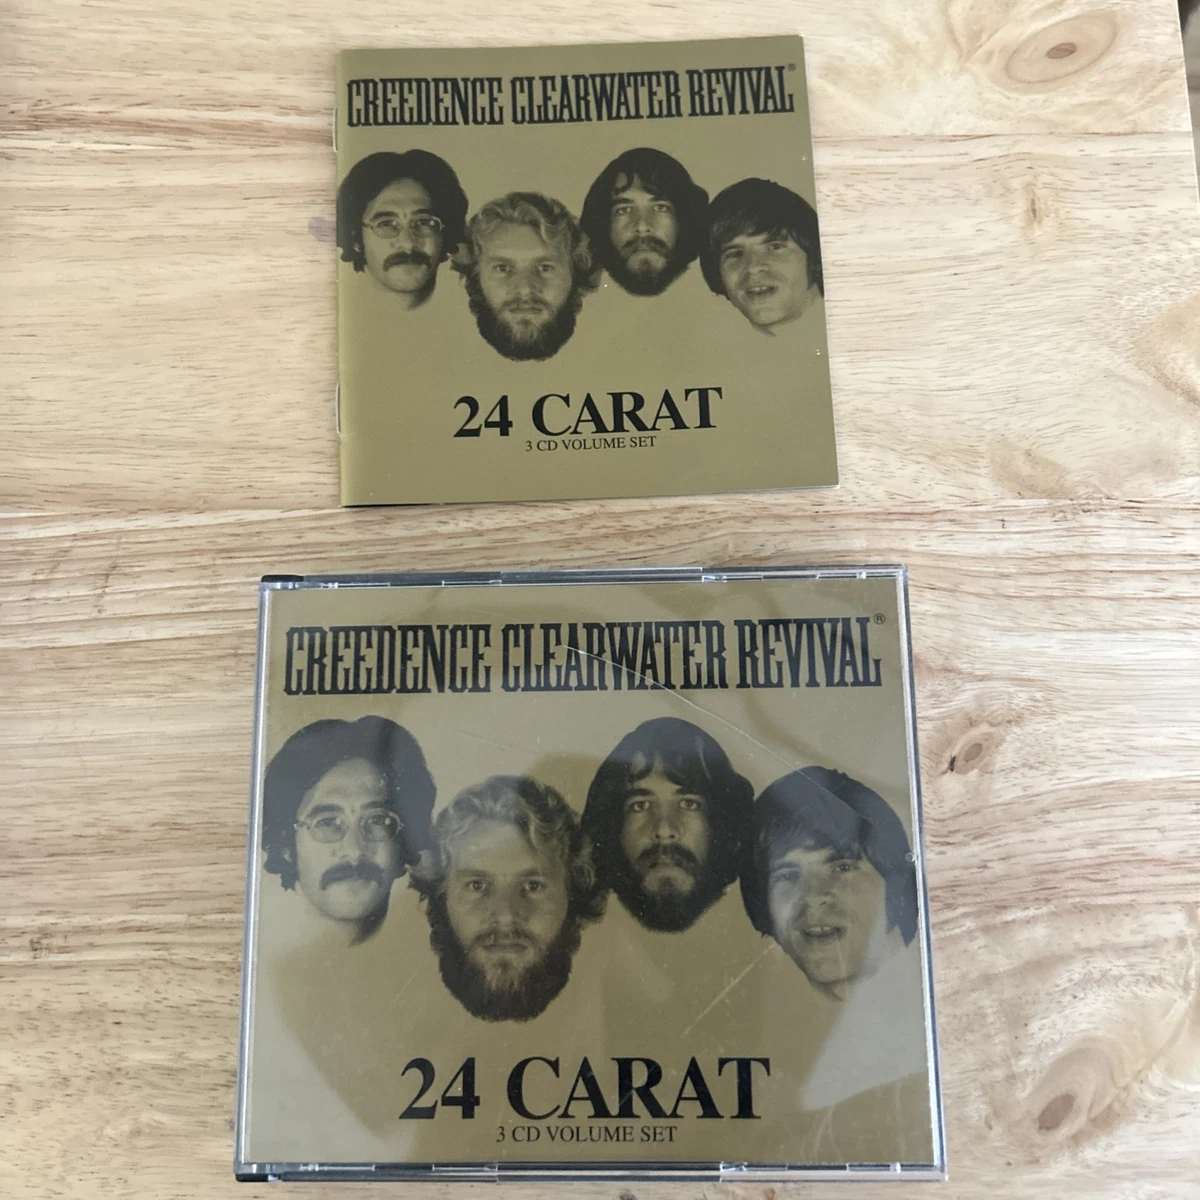 CREEDENCE CLEARWATER REVIVAL®
24 CARAT
3 CD VOLUME SET
CREEDENCE CLEARWATER REVIVAL®
24 CARAT
3 CD VOLUME SET